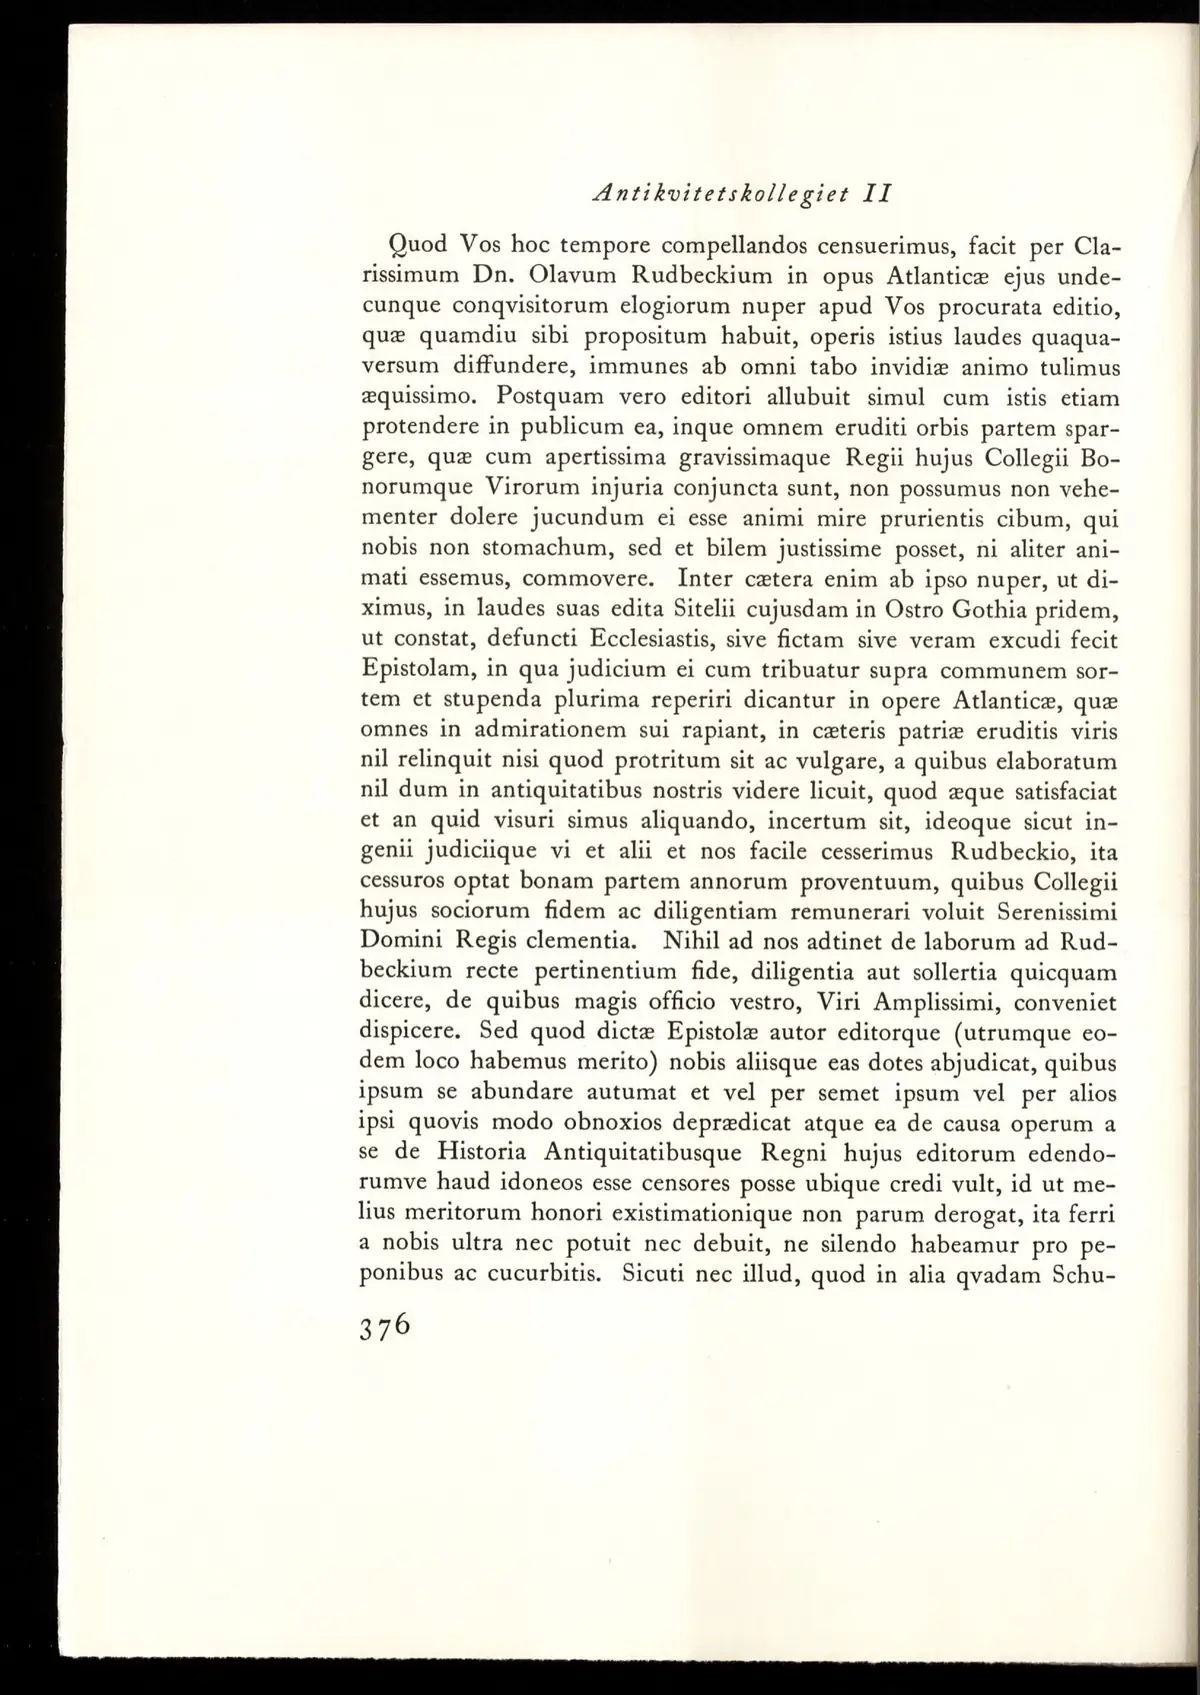 Antikvitetskollegiet II
Quod Vos hoc tempore compellandos censuerimus, facit per Cla-
rissimum Dn. Olavum Rudbeckium in opus Atlanticæ ejus unde-
cunque conqvisitorum elogiorum nuper apud Vos procurata editio,
quæ quamdiu sibi propositum habuit, operis istius laudes quaqua-
versum diffundere, immunes ab omni tabo invidiæ animo tulimus
æquissimo. Postquam vero editori allubuit simul cum istis etiam
protendere in publicum ea, inque omnem eruditi orbis partem spar-
gere, quæ cum apertissima gravissimaque Regii hujus Collegii Bo-
norumque Virorum injuria conjuncta sunt, non possumus non vehe-
menter dolere jucundum ei esse animi mire prurientis cibum, qui
nobis non stomachum, sed et bilem justissime posset, ni aliter ani-
mati essemus, commovere. Inter cætera enim ab ipso nuper, ut di-
ximus, in laudes suas edita Sitelii cujusdam in Ostro Gothia pridem,
ut constat, defuncti Ecclesiastis, sive fictam sive veram excudi fecit
Epistolam, in qua judicium ei cum tribuatur supra communem sor-
tem et stupenda plurima reperiri dicantur in opere Atlanticæ, quæ
omnes in admirationem sui rapiant, in cæteris patriæ eruditis viris
nil relinquit nisi quod protritum sit ac vulgare, a quibus elaboratum
nil dum in antiquitatibus nostris videre licuit, quod æque satisfaciat
et an quid visuri simus aliquando, incertum sit, ideoque sicut in-
genii judiciique vi et alii et nos facile cesserimus Rudbeckio, ita
cessuros optat bonam partem annorum proventuum, quibus Collegii
hujus sociorum fidem ac diligentiam remunerari voluit Serenissimi
Domini Regis clementia. Nihil ad nos adtinet de laborum ad Rud-
beckium recte pertinentium fide, diligentia aut sollertia quicquam
dicere, de quibus magis officio vestro, Viri Amplissimi, conveniet
dispicere. Sed quod dictæ Epistolæ autor editorque (utrumque eo-
dem loco habemus merito) nobis aliisque eas dotes abjudicat, quibus
ipsum se abundare autumat et vel per semet ipsum vel per alios
ipsi quovis modo obnoxios deprædicat atque ea de causa operum a
se de Historia Antiquitatibusque Regni hujus editorum edendo-
rumve haud idoneos esse censores posse ubique credi vult, id ut me-
lius meritorum honori existimationique non parum derogat, ita ferri
a nobis ultra nec potuit nec debuit, ne silendo habeamur pro pe-
ponibus ac cucurbitis. Sicuti nec illud, quod in alia qvadam Schu-
376